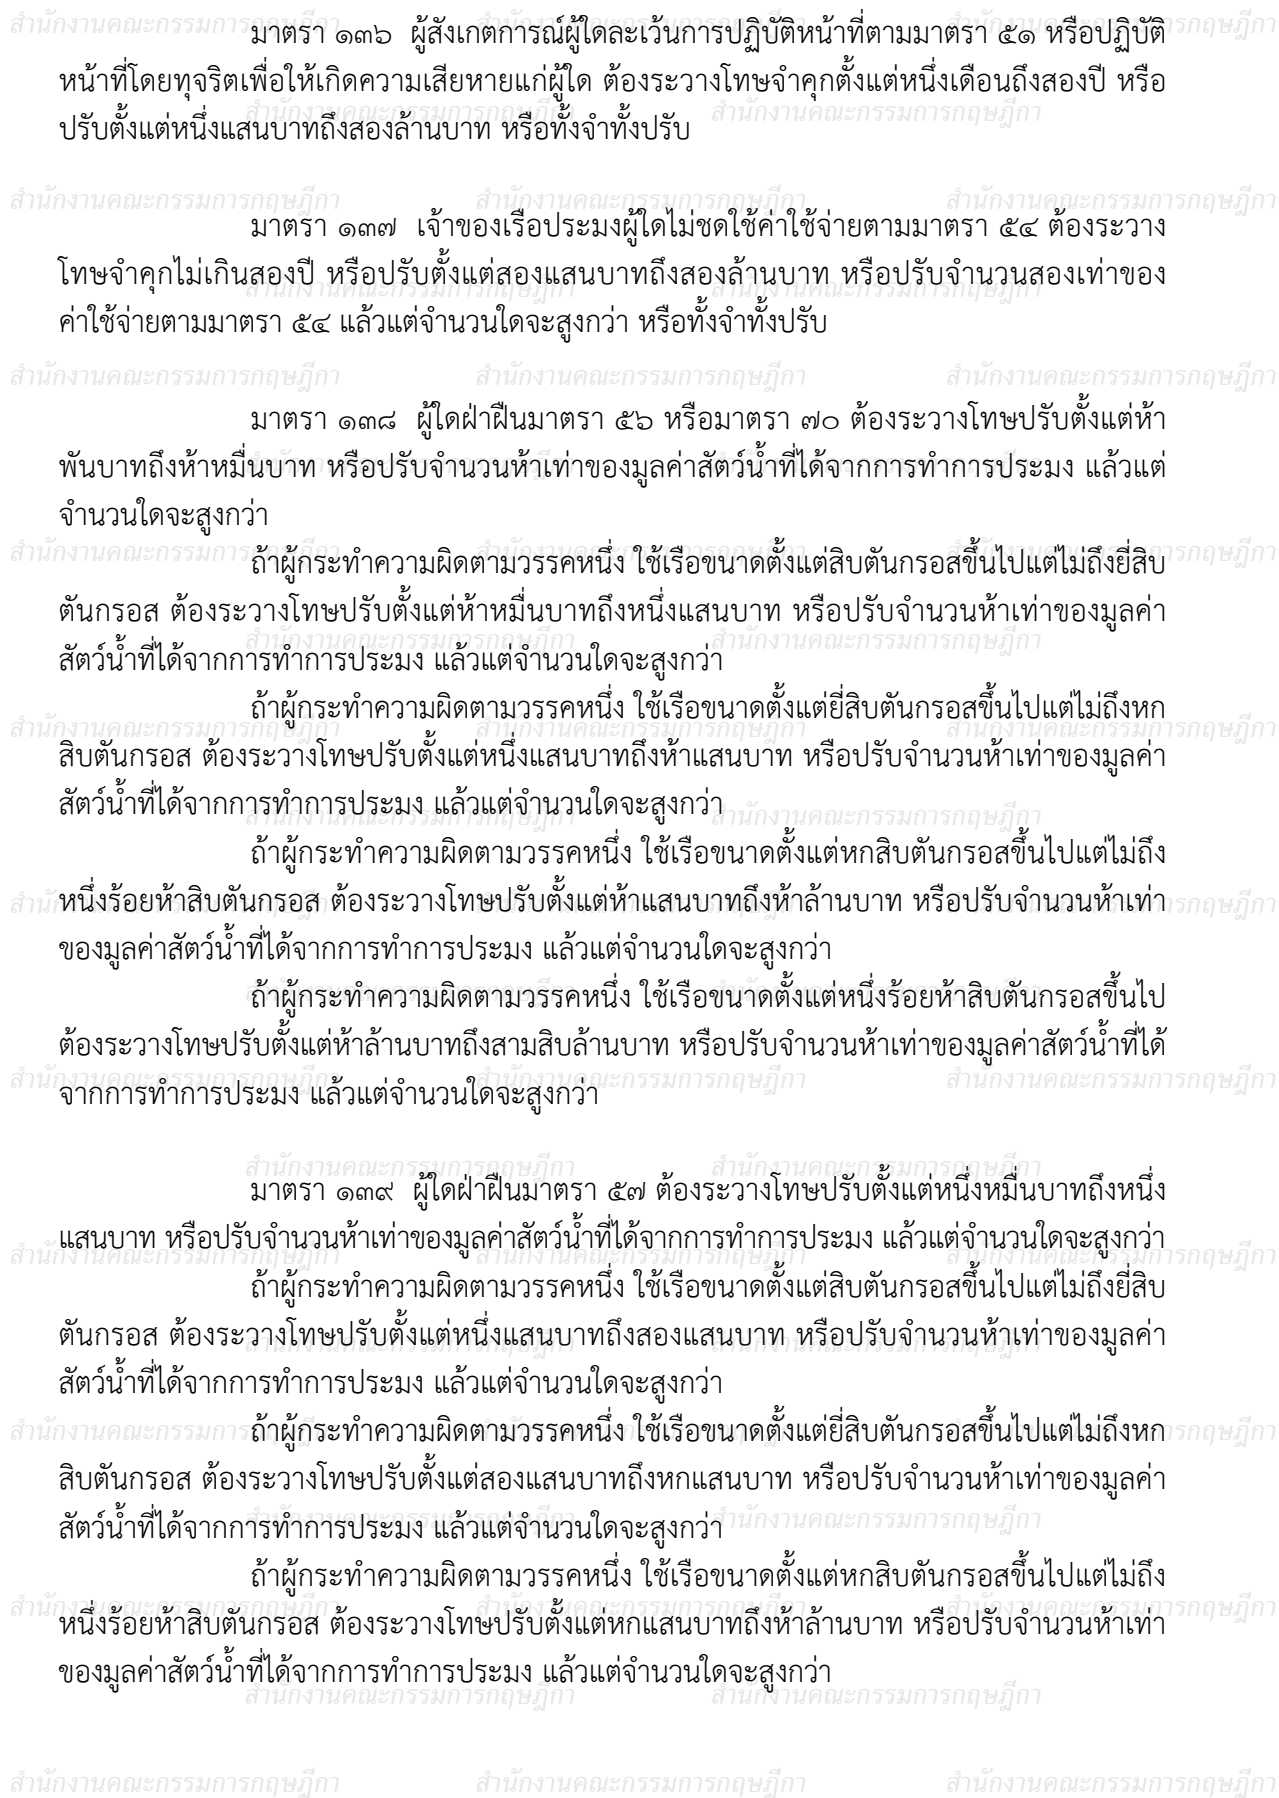 มาตรา ๑๓๖  ผู้สังเกตการณ์ผู้ใดละเว้นการปฏิบัติหน้าที่ตามมาตรา ๕๑ หรือปฏิบัติ
หน้าที่โดยทุจริตเพื่อให้เกิดความเสียหายแก่ผู้ใด ต้องระวางโทษจำคุกตั้งแต่หนึ่งเดือนถึงสองปี หรือ
ปรับตั้งแต่หนึ่งแสนบาทถึงสองล้านบาท หรือทั้งจำทั้งปรับ
มาตรา ๑๓๗  เจ้าของเรือประมงผู้ใดไม่ชดใช้ค่าใช้จ่ายตามมาตรา ๕๔ ต้องระวาง
โทษจำคุกไม่เกินสองปี หรือปรับตั้งแต่สองแสนบาทถึงสองล้านบาท หรือปรับจำนวนสองเท่าของ
ค่าใช้จ่ายตามมาตรา ๕๔ แล้วแต่จำนวนใดจะสูงกว่า หรือทั้งจำทั้งปรับ
มาตรา ๑๓๘  ผู้ใดฝ่าฝืนมาตรา ๕๖ หรือมาตรา ๗๐ ต้องระวางโทษปรับตั้งแต่ห้า
พันบาทถึงห้าหมื่นบาท หรือปรับจำนวนห้าเท่าของมูลค่าสัตว์น้ำที่ได้จากการทำการประมง แล้วแต่
จำนวนใดจะสูงกว่า
ถ้าผู้กระทำความผิดตามวรรคหนึ่ง ใช้เรือขนาดตั้งแต่สิบตันกรอสขึ้นไปแต่ไม่ถึงยี่สิบ
ตันกรอส ต้องระวางโทษปรับตั้งแต่ห้าหมื่นบาทถึงหนึ่งแสนบาท หรือปรับจำนวนห้าเท่าของมูลค่า
สัตว์น้ำที่ได้จากการทำการประมง แล้วแต่จำนวนใดจะสูงกว่า
ถ้าผู้กระทำความผิดตามวรรคหนึ่ง ใช้เรือขนาดตั้งแต่ยี่สิบตันกรอสขึ้นไปแต่ไม่ถึงหก
สิบตันกรอส ต้องระวางโทษปรับตั้งแต่หนึ่งแสนบาทถึงห้าแสนบาท หรือปรับจำนวนห้าเท่าของมูลค่า
สัตว์น้ำที่ได้จากการทำการประมง แล้วแต่จำนวนใดจะสูงกว่า
ถ้าผู้กระทำความผิดตามวรรคหนึ่ง ใช้เรือขนาดตั้งแต่หกสิบตันกรอสขึ้นไปแต่ไม่ถึง
หนึ่งร้อยห้าสิบตันกรอส ต้องระวางโทษปรับตั้งแต่ห้าแสนบาทถึงห้าล้านบาท หรือปรับจำนวนห้าเท่า
ของมูลค่าสัตว์น้ำที่ได้จากการทำการประมง แล้วแต่จำนวนใดจะสูงกว่า
ถ้าผู้กระทำความผิดตามวรรคหนึ่ง ใช้เรือขนาดตั้งแต่หนึ่งร้อยห้าสิบตันกรอสขึ้นไป
ต้องระวางโทษปรับตั้งแต่ห้าล้านบาทถึงสามสิบล้านบาท หรือปรับจำนวนห้าเท่าของมูลค่าสัตว์น้ำที่ได้
จากการทำการประมง แล้วแต่จำนวนใดจะสูงกว่า
มาตรา ๑๓๙  ผู้ใดฝ่าฝืนมาตรา ๕๗ ต้องระวางโทษปรับตั้งแต่หนึ่งหมื่นบาทถึงหนึ่ง
แสนบาท หรือปรับจำนวนห้าเท่าของมูลค่าสัตว์น้ำที่ได้จากการทำการประมง แล้วแต่จำนวนใดจะสูงกว่า
ถ้าผู้กระทำความผิดตามวรรคหนึ่ง ใช้เรือขนาดตั้งแต่สิบตันกรอสขึ้นไปแต่ไม่ถึงยี่สิบ
ตันกรอส ต้องระวางโทษปรับตั้งแต่หนึ่งแสนบาทถึงสองแสนบาท หรือปรับจำนวนห้าเท่าของมูลค่า
สัตว์น้ำที่ได้จากการทำการประมง แล้วแต่จำนวนใดจะสูงกว่า
ถ้าผู้กระทำความผิดตามวรรคหนึ่ง ใช้เรือขนาดตั้งแต่ยี่สิบตันกรอสขึ้นไปแต่ไม่ถึงหก
สิบตันกรอส ต้องระวางโทษปรับตั้งแต่สองแสนบาทถึงหกแสนบาท หรือปรับจำนวนห้าเท่าของมูลค่า
สัตว์น้ำที่ได้จากการทำการประมง แล้วแต่จำนวนใดจะสูงกว่า
ถ้าผู้กระทำความผิดตามวรรคหนึ่ง ใช้เรือขนาดตั้งแต่หกสิบตันกรอสขึ้นไปแต่ไม่ถึง
หนึ่งร้อยห้าสิบตันกรอส ต้องระวางโทษปรับตั้งแต่หกแสนบาทถึงห้าล้านบาท หรือปรับจำนวนห้าเท่า
ของมูลค่าสัตว์น้ำที่ได้จากการทำการประมง แล้วแต่จำนวนใดจะสูงกว่า
สำนักงานคณะกรรมการกฤษฎีกา สำนักงานคณะกรรมการกฤษฎีกา สำนักงานคณะกรรมการกฤษฎีกา